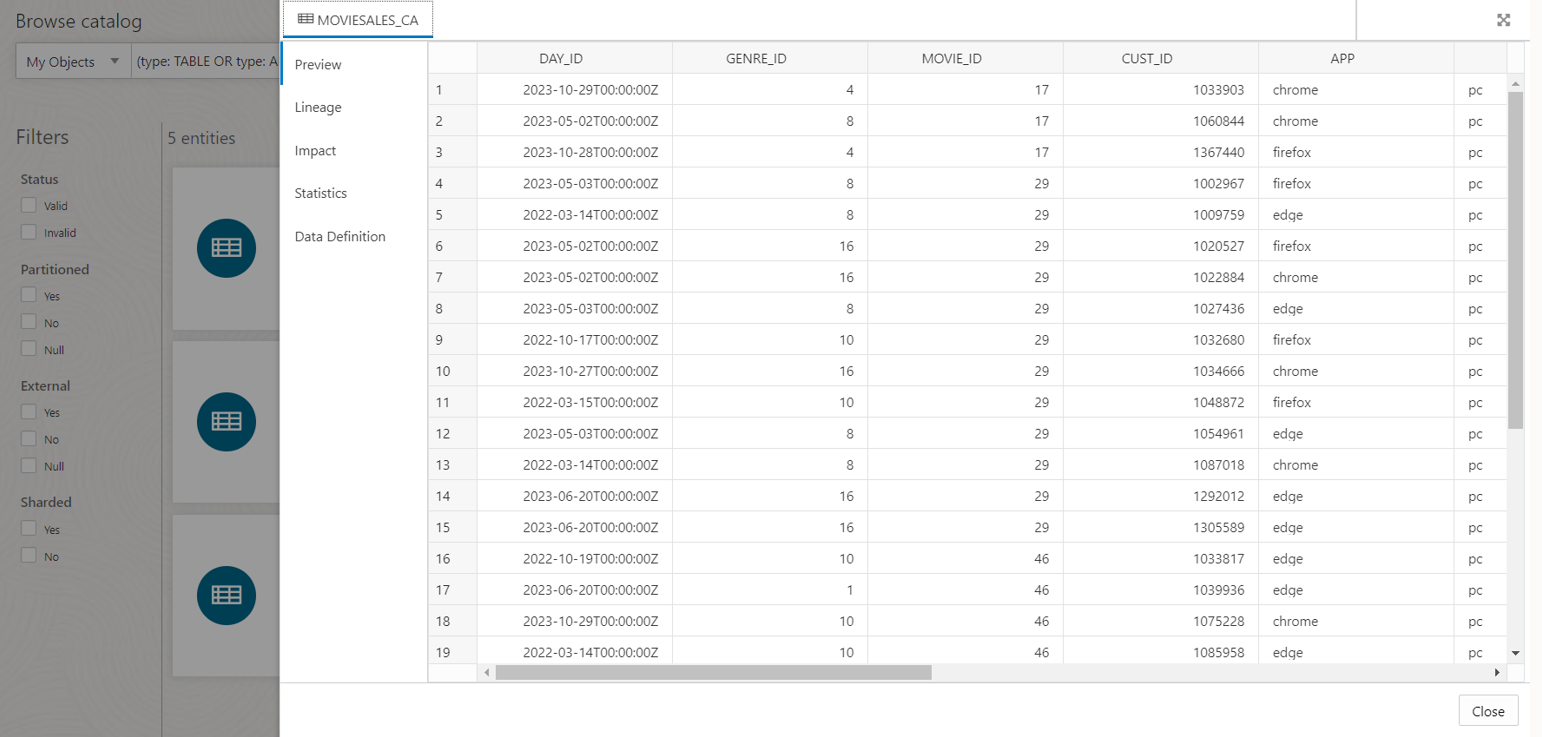 Browse catalog
My Objects
(type: TABLE OR type: A
Filters
Status
Valid
Invalid
Partitioned
Yes
No
Null
External
Yes
No
Null
Sharded
Yes
No
5 entities
MOVIESALES_CA
Preview
Lineage
Impact
Statistics
Data Definition
DAY_ID GENRE_ID MOVIE_ID CUST_ID APP
1 2023-10-29T00:00:00Z 4 17 1033903 chrome pc
2 2023-05-02T00:00:00Z 8 17 1060844 chrome pc
3 2023-10-28T00:00:00Z 4 17 1367440 firefox pc
4 2023-05-03T00:00:00Z 8 29 1002967 firefox pc
5 2022-03-14T00:00:00Z 8 29 1009759 edge pc
6 2023-05-02T00:00:00Z 16 29 1020527 firefox pc
7 2023-05-02T00:00:00Z 16 29 1022884 chrome pc
8 2023-05-03T00:00:00Z 8 29 1027436 edge pc
9 2022-10-17T00:00:00Z 10 29 1032680 firefox pc
10 2023-10-27T00:00:00Z 16 29 1034666 chrome pc
11 2022-03-15T00:00:00Z 10 29 1048872 firefox pc
12 2023-05-03T00:00:00Z 8 29 1054961 edge pc
13 2022-03-14T00:00:00Z 8 29 1087018 chrome pc
14 2023-06-20T00:00:00Z 16 29 1292012 edge pc
15 2023-06-20T00:00:00Z 16 29 1305589 edge pc
16 2022-10-19T00:00:00Z 10 46 1033817 edge pc
17 2023-06-20T00:00:00Z 1 46 1039936 edge pc
18 2023-10-29T00:00:00Z 10 46 1075228 chrome pc
19 2022-03-14T00:00:00Z 10 46 1085958 edge pc
Close